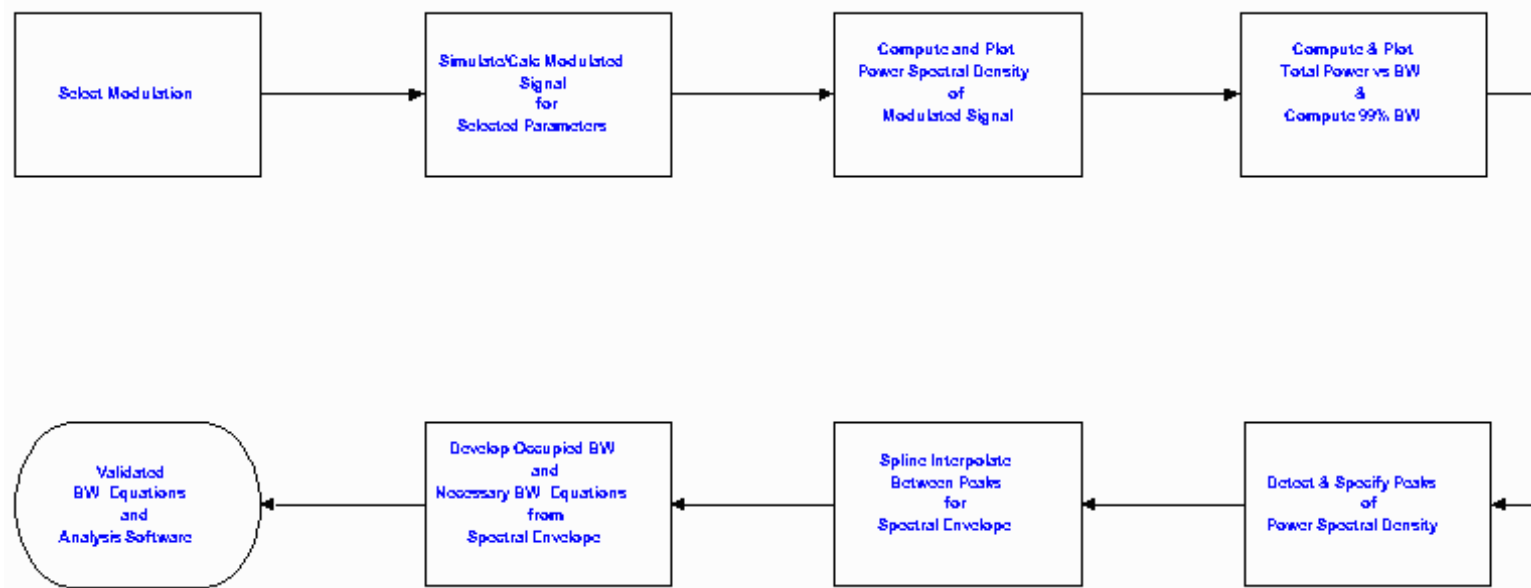 Select Modulation
Simulate/Calc Modulated
Signal
for
Selected Parameters
Compute and Plot
Power Spectral Density
of
Modulated Signal
Compute & Plot
Total Power vs BW
&
Compute 99% BW
Detect & Specify Peaks
of
Power Spectral Density
Spline Interpolate
Between Peaks
for
Spectral Envelope
Develop Occupied BW
and
Necessary BW Equations
from
Spectral Envelope
Validated
BW Equations
and
Analysis Software